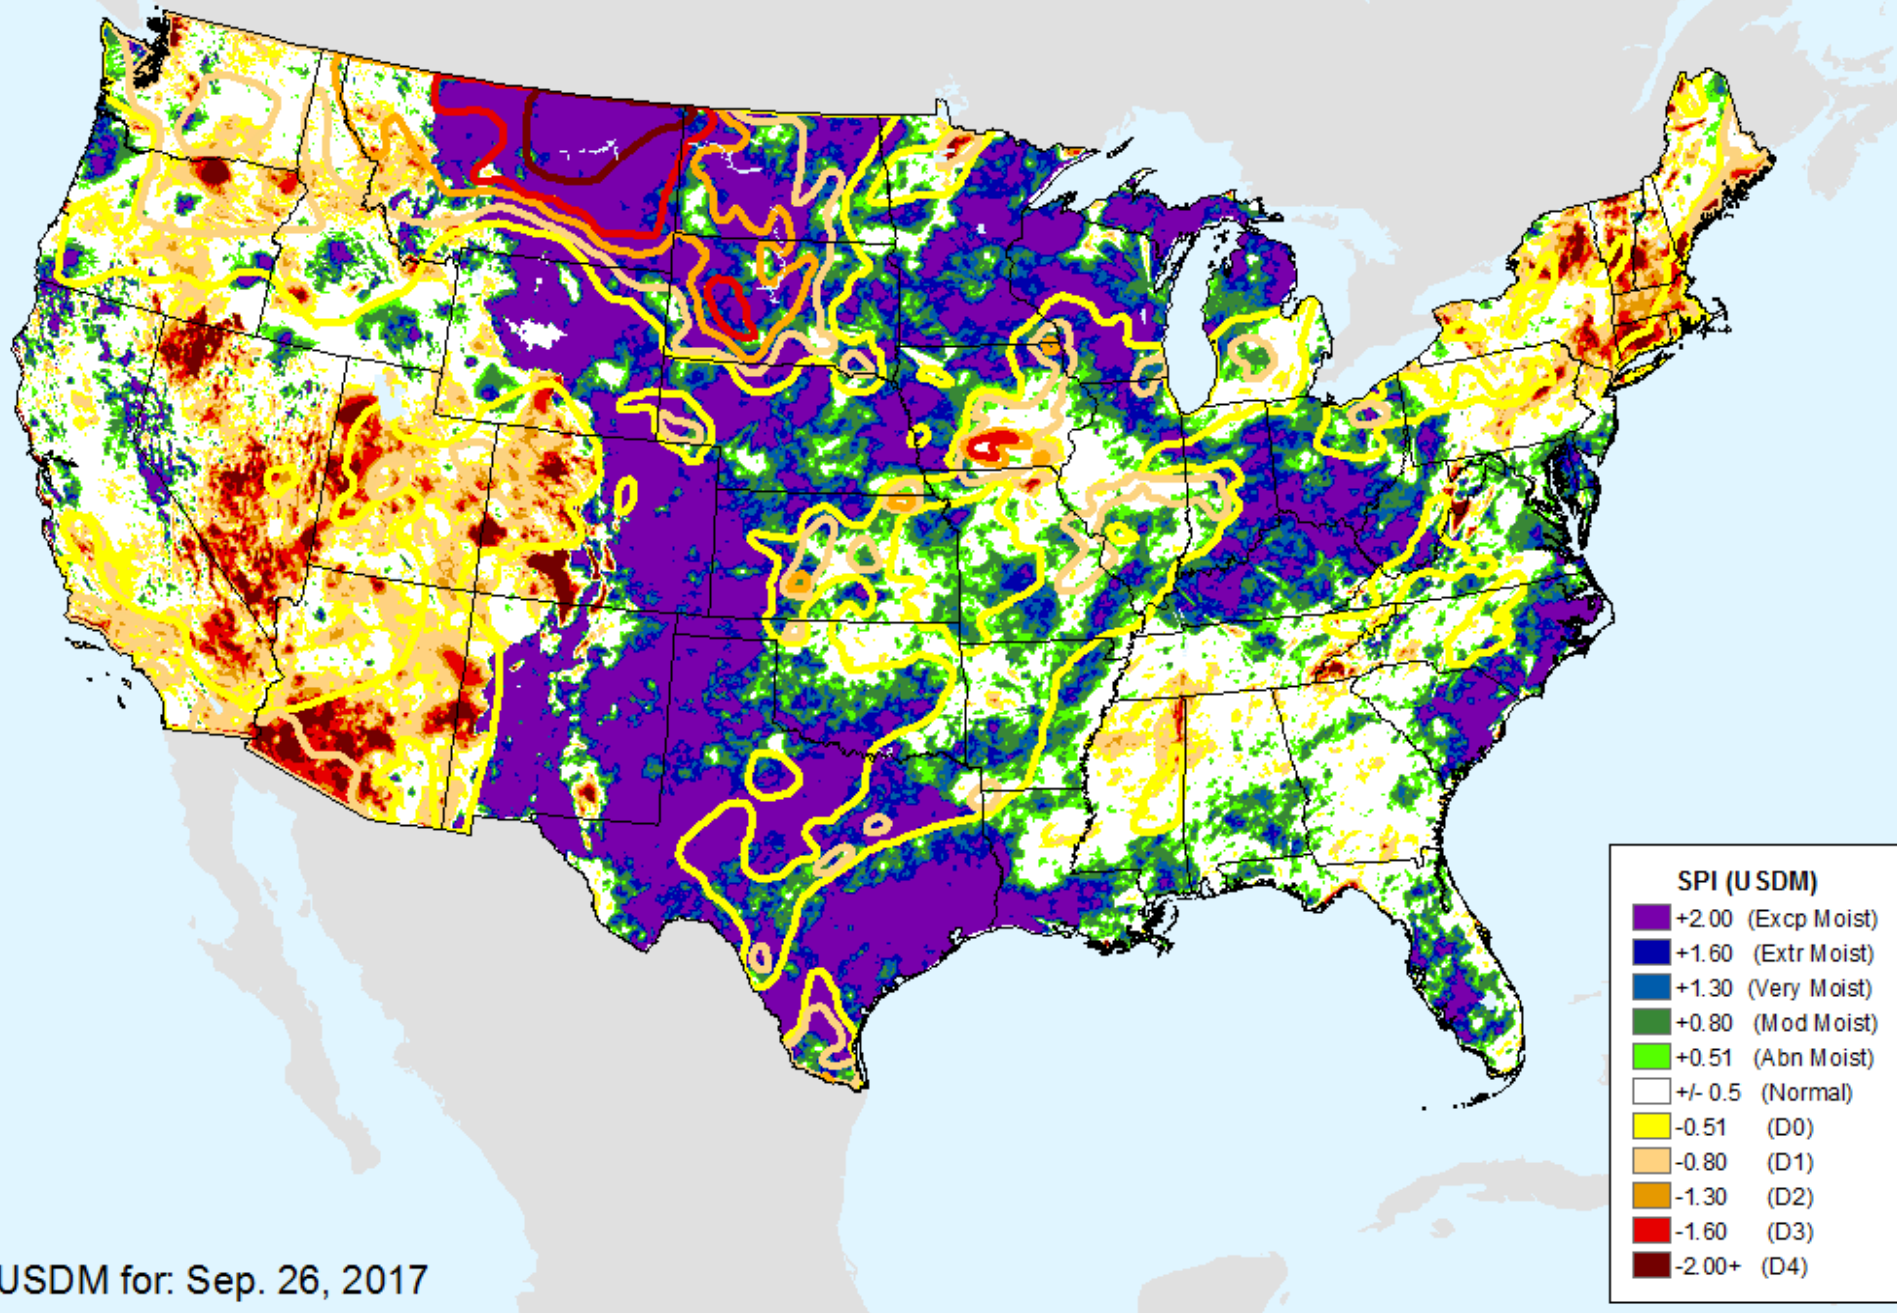 SPI (USDM)
+2.00 (Excp Moist)
+1.60 (Extr Moist)
+1.30 (Very Moist)
+0.80 (Mod Moist)
+0.51 (Abn Moist)
+/- 0.5 (Normal)
-0.51 (D0)
-0.80 (D1)
-1.30 (D2)
-1.60 (D3)
-2.00+ (D4)
USDM for: Sep. 26, 2017